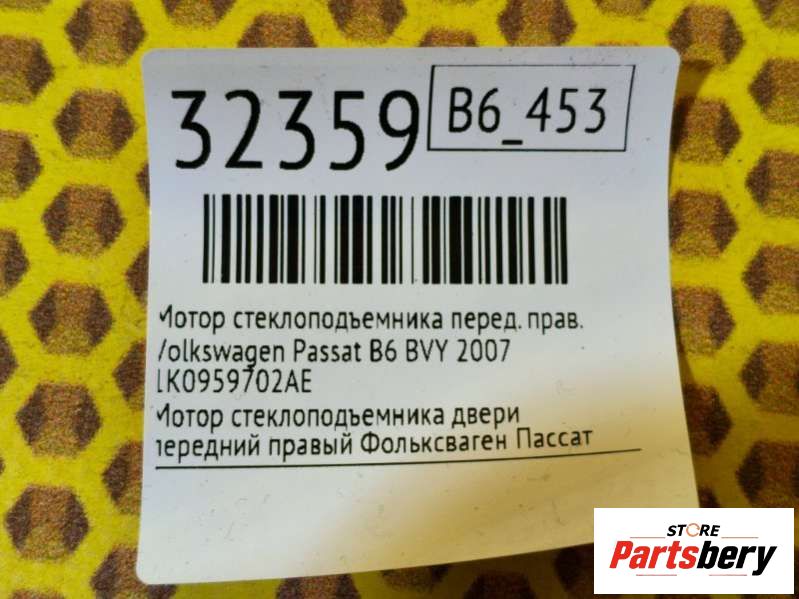 32359
B6_453
Мотор стеклоподъемника перед. прав.
Volkswagen Passat B6 BVY 2007
1K0959702AE
Мотор стеклоподъемника двери
передний правый Фольксваген Пассат
STORE
Partsbery